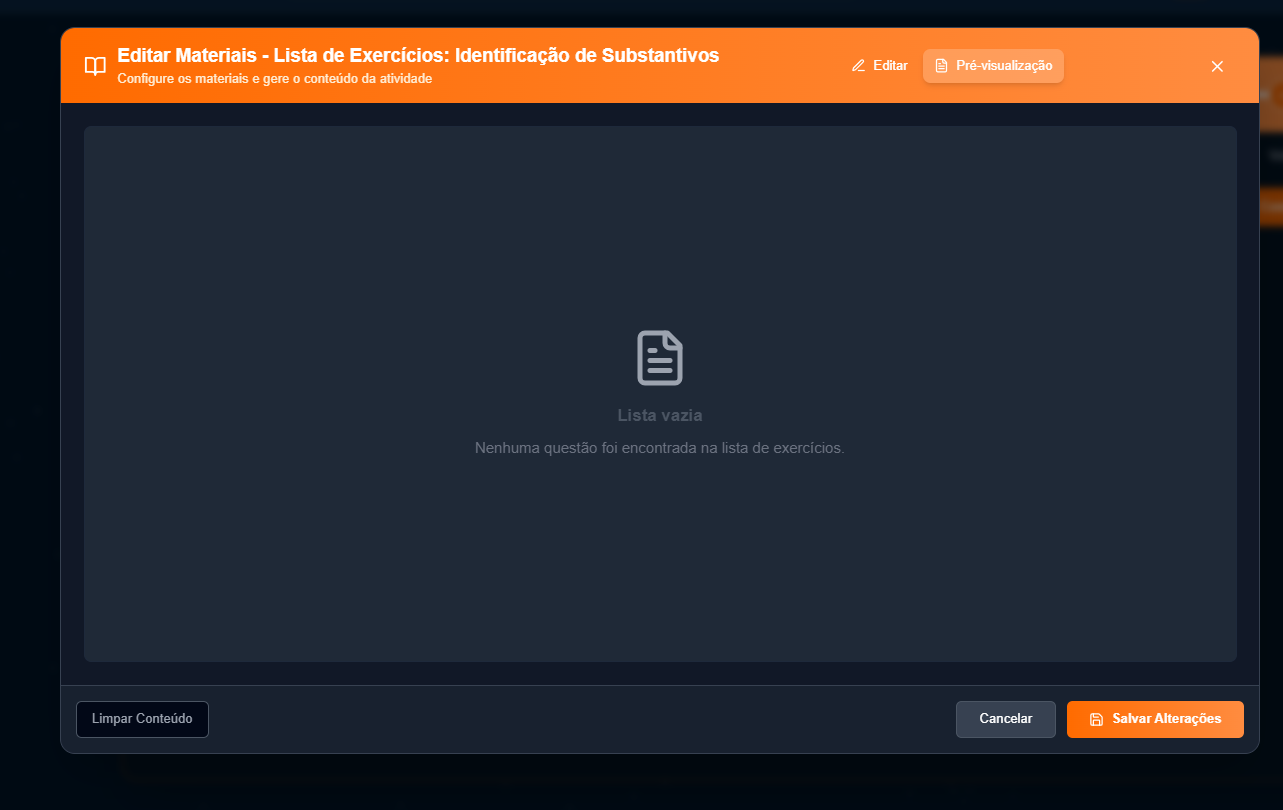 Editar Materiais - Lista de Exercícios: Identificação de Substantivos
Configure os materiais e gere o conteúdo da atividade
Editar
Pré-visualização
Lista vazia
Nenhuma questão foi encontrada na lista de exercícios.
Limpar Conteúdo
Cancelar
Salvar Alterações